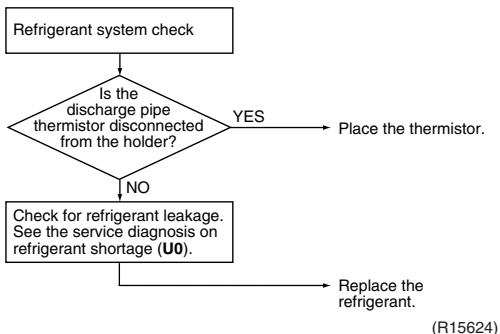 Refrigerant system check
Is the
discharge pipe
thermistor disconnected
from the holder?
YES
Place the thermistor.
NO
Check for refrigerant leakage.
See the service diagnosis on
refrigerant shortage (U0).
Replace the
refrigerant.
(R15624)